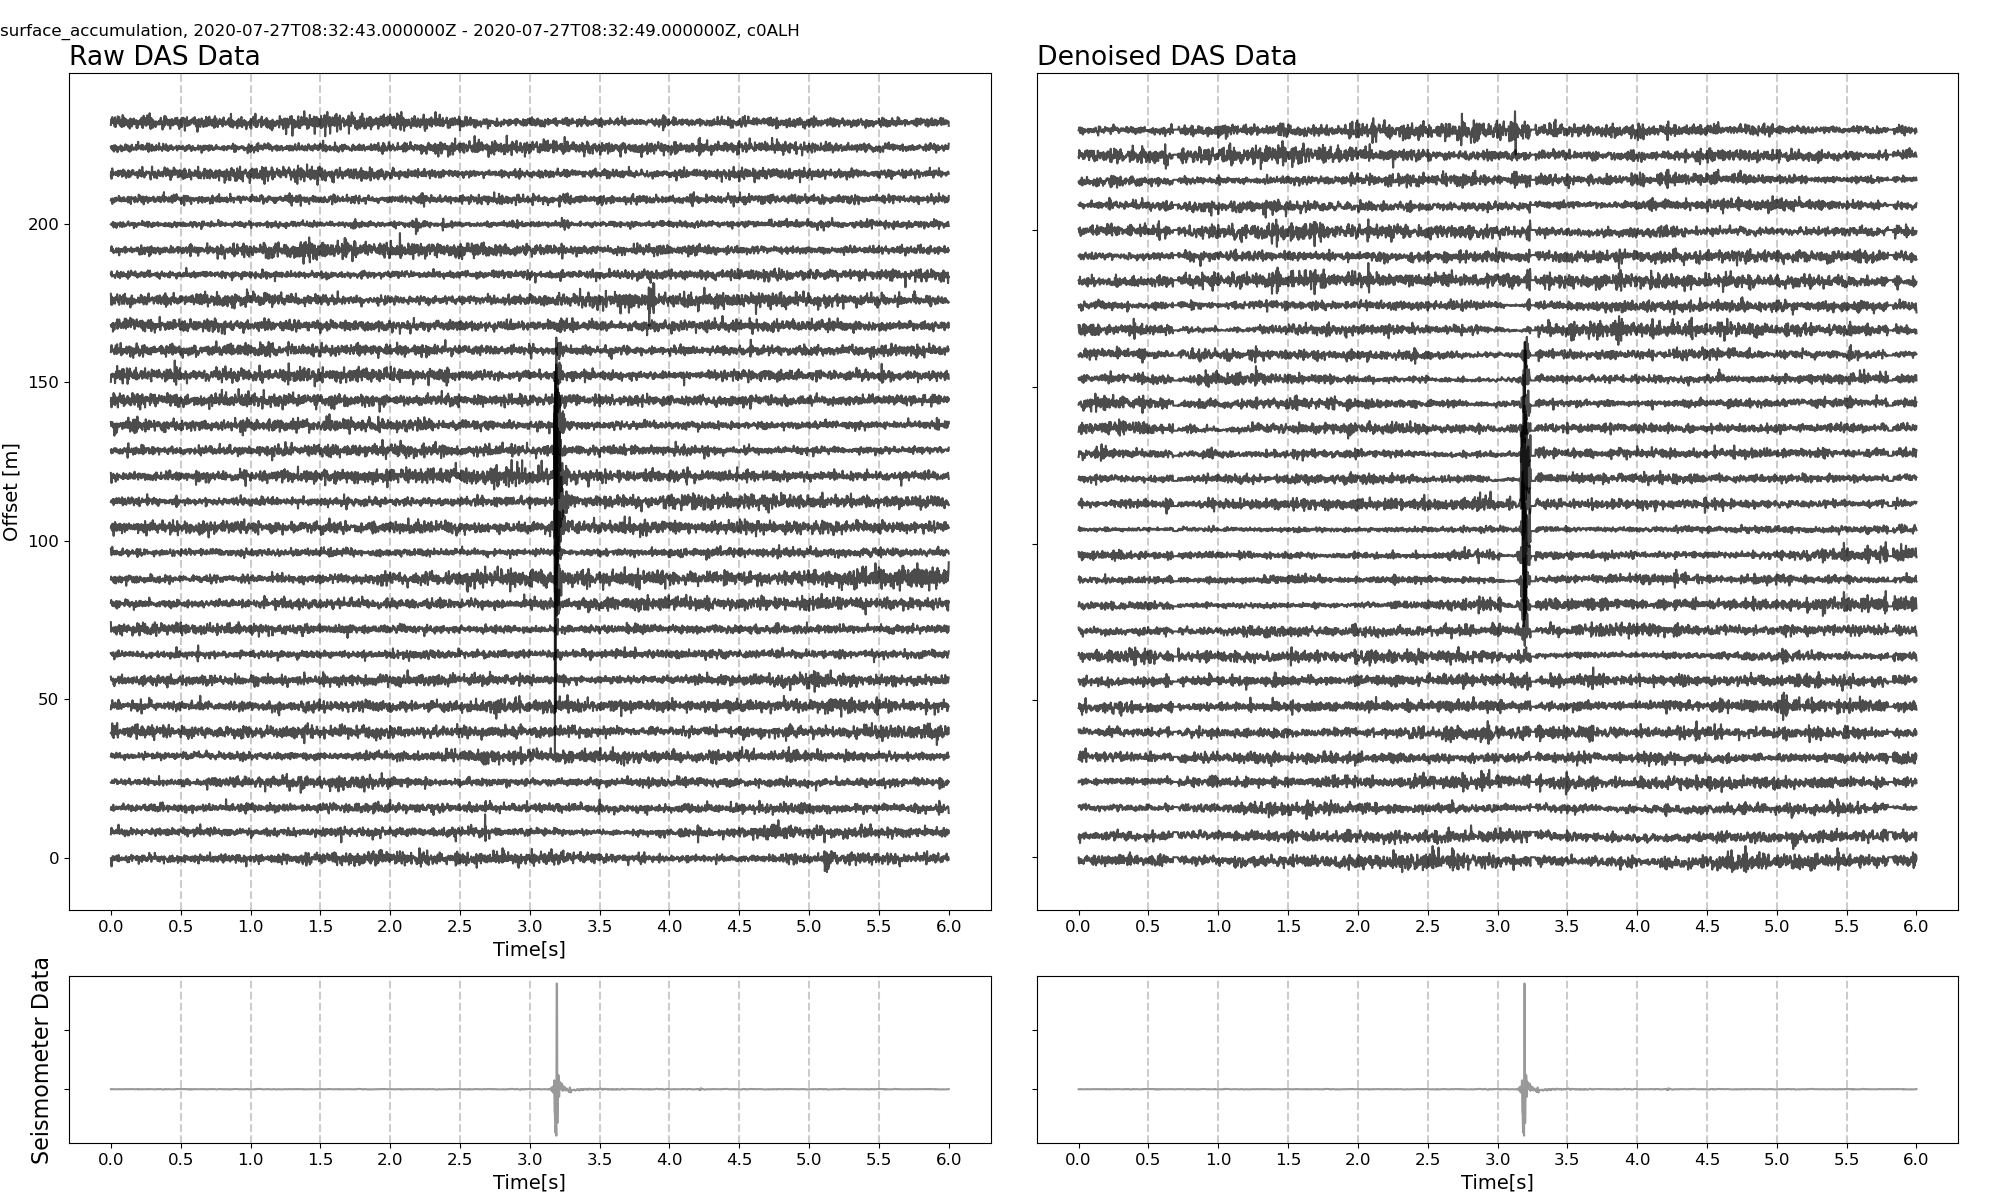 surface_accumulation, 2020-07-27T08:32:43.000000Z - 2020-07-27T08:32:49.000000Z, c0ALH
Raw DAS Data
Denoised DAS Data
Offset [m]
200
150
100
50
0
0.0 0.5 1.0 1.5 2.0 2.5 3.0 3.5 4.0 4.5 5.0 5.5 6.0
Time[s]
0.0 0.5 1.0 1.5 2.0 2.5 3.0 3.5 4.0 4.5 5.0 5.5 6.0
Seismometer Data
0.0 0.5 1.0 1.5 2.0 2.5 3.0 3.5 4.0 4.5 5.0 5.5 6.0
Time[s]
0.0 0.5 1.0 1.5 2.0 2.5 3.0 3.5 4.0 4.5 5.0 5.5 6.0
Time[s]